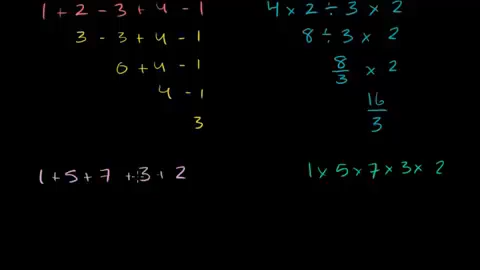 1 + 2 - 3 + 4 - 1
3 - 3 + 4 - 1
0 + 4 - 1
4 - 1
3
4 × 2 ÷ 3 × 2
8 ÷ 3 × 2
8/3 × 2
16/3
1 + 5 + 7 + 3 + 2
1 × 5 × 7 × 3 × 2